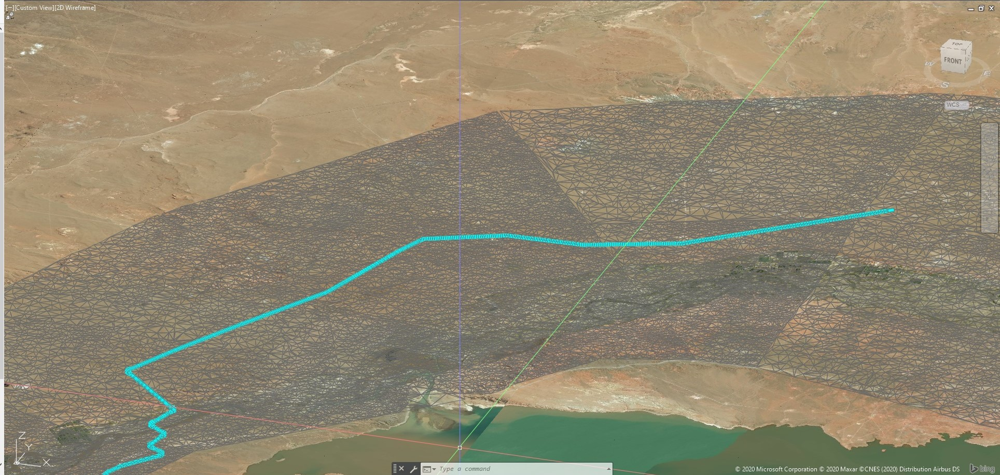 [−][Custom View][2D Wireframe]
TOP
FRONT
W
E
S
WCS
Z
Y
X
Type a command
© 2020 Microsoft Corporation © 2020 Maxar ©CNES (2020) Distribution Airbus DS
bing